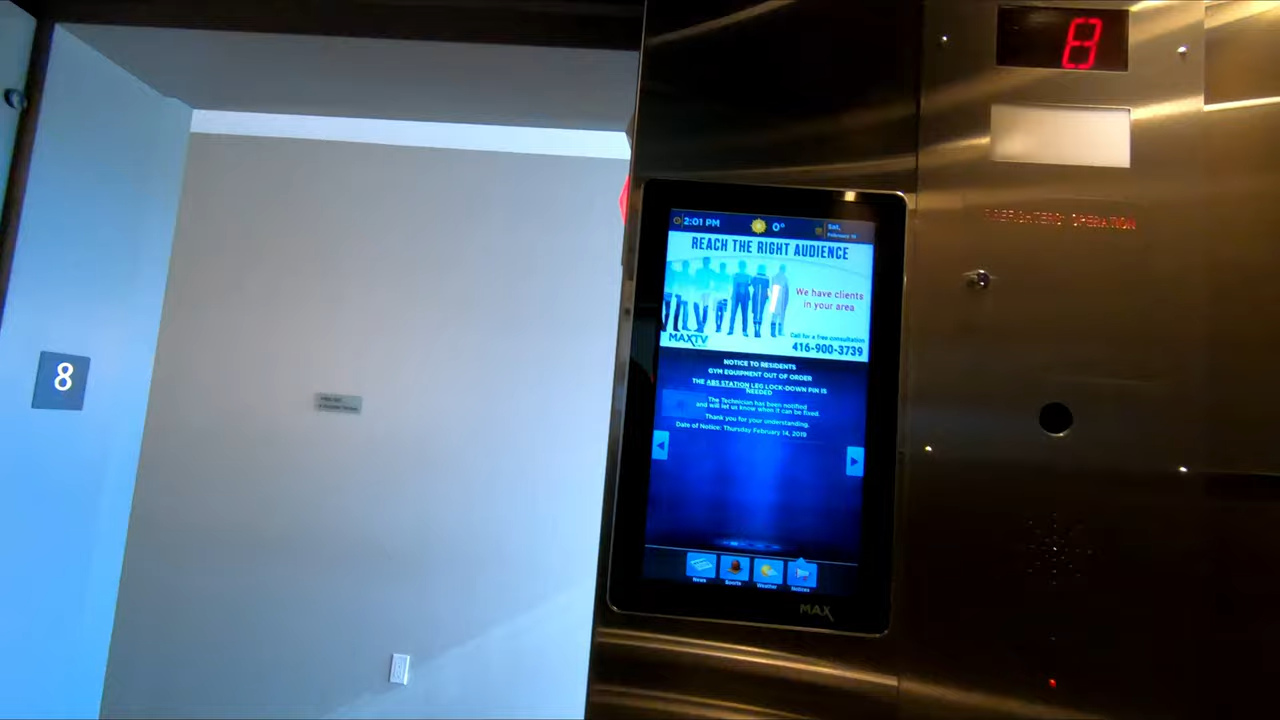 8
8
FIREFIGHTERS' OPERATION
2:01 PM
0°
Sat,
REACH THE RIGHT AUDIENCE
We have clients
in your area
Call for a free consultation
416-900-3739
MAXTV
NOTICE TO RESIDENTS
GYM EQUIPMENT OUT OF ORDER
THE ABS STATION LEG LOCK-DOWN PIN IS
NEEDED
The Technician has been notified
and will let us know when it can be fixed.
Thank you for your understanding.
Date of Notice: Thursday February 14, 2019
News
Sports
Weather
Notices
MAX